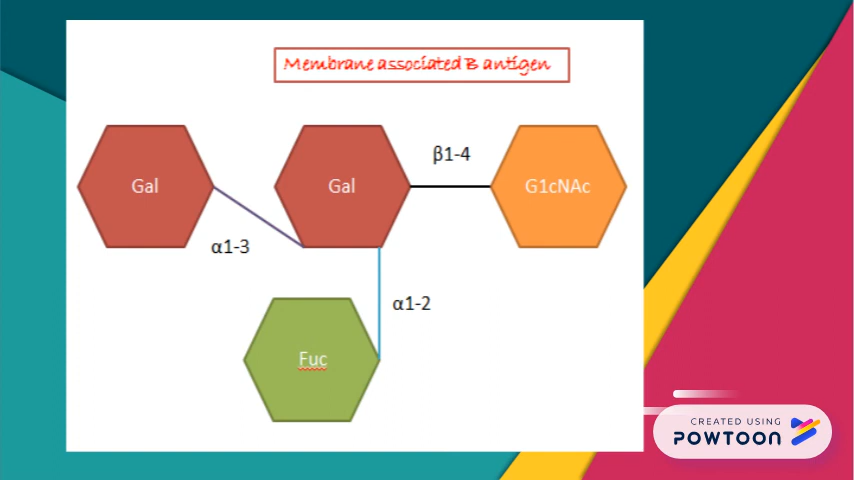 Membrane associated B antigen
β1-4
Gal
Gal
G1cNAc
α1-3
α1-2
Fuc
CREATED USING
POWTOON